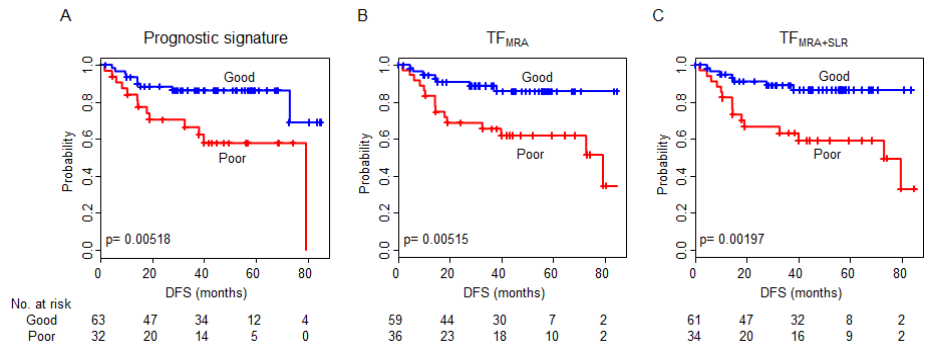 A B C
Prognostic signature TFMRA TFMRA+SLR
Probability Probability Probability
0.0 0.2 0.4 0.6 0.8 1.0 0.0 0.2 0.4 0.6 0.8 1.0 0.0 0.2 0.4 0.6 0.8 1.0
Good Good Good
Poor Poor Poor
p= 0.00518 p= 0.00515 p= 0.00197
0 20 40 60 80 0 20 40 60 80 0 20 40 60 80
DFS (months) DFS (months) DFS (months)
No. at risk
Good 63 47 34 12 4 59 44 30 7 2 61 47 32 8 2
Poor 32 20 14 5 0 36 23 18 10 2 34 20 16 9 2